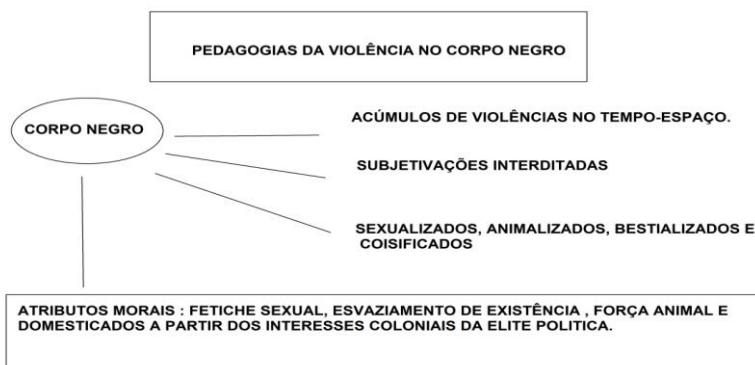 PEDAGOGIAS DA VIOLÊNCIA NO CORPO NEGRO
CORPO NEGRO
ACÚMULOS DE VIOLÊNCIAS NO TEMPO-ESPAÇO.
SUBJETIVAÇÕES INTERDITADAS
SEXUALIZADOS, ANIMALIZADOS, BESTIALIZADOS E
COISIFICADOS
ATRIBUTOS MORAIS : FETICHE SEXUAL, ESVAZIAMENTO DE EXISTÊNCIA , FORÇA ANIMAL E
DOMESTICADOS A PARTIR DOS INTERESSES COLONIAIS DA ELITE POLITICA.